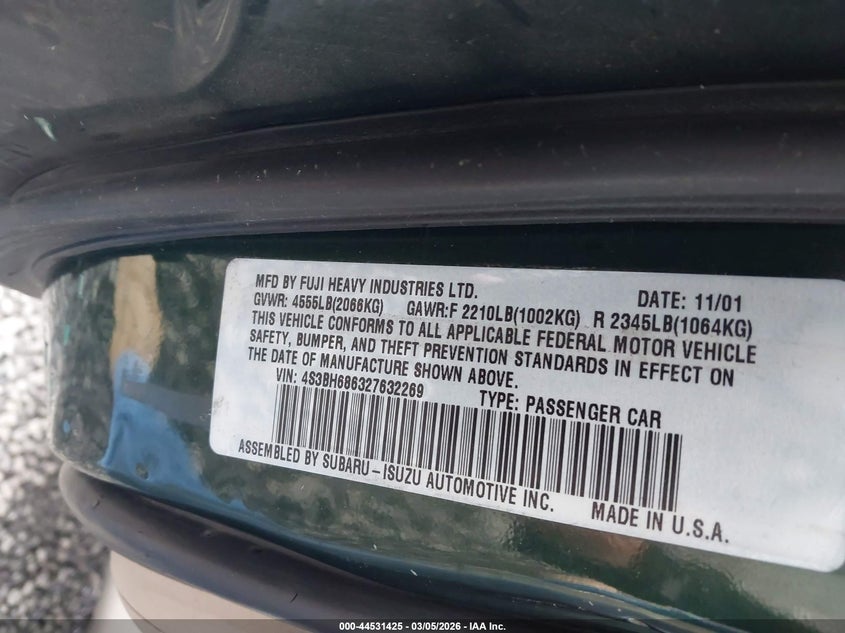 MFD BY FUJI HEAVY INDUSTRIES LTD. DATE: 11/01
GVWR: 4555LB(2066KG) GAWR:F 2210LB(1002KG) R 2345LB(1064KG)
THIS VEHICLE CONFORMS TO ALL APPLICABLE FEDERAL MOTOR VEHICLE
SAFETY, BUMPER, AND THEFT PREVENTION STANDARDS IN EFFECT ON
THE DATE OF MANUFACTURE SHOWN ABOVE.
VIN: 4S3BH686327632269 TYPE: PASSENGER CAR
ASSEMBLED BY SUBARU-ISUZU AUTOMOTIVE INC. MADE IN U.S.A.
000-44531425 - 03/05/2026 - IAA Inc.